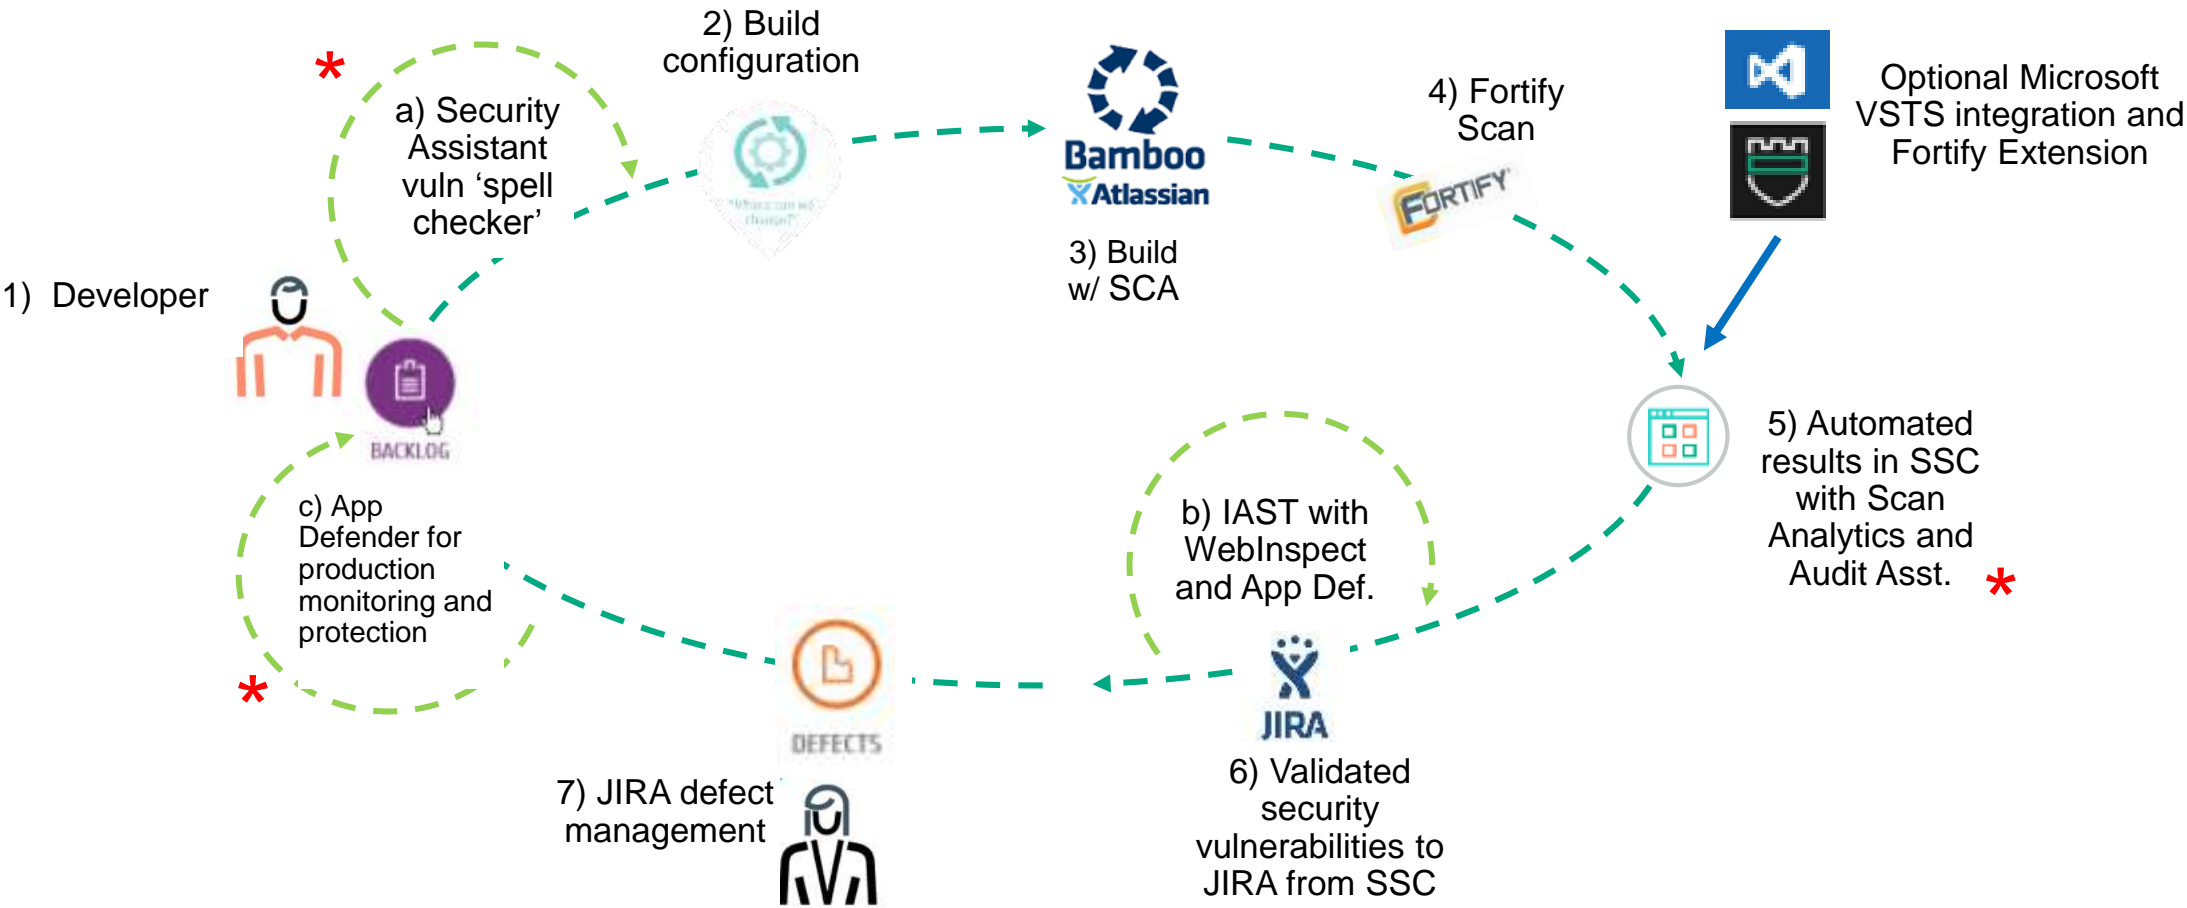 2) Build
configuration
*
a) Security
Assistant
vuln ‘spell
checker’
Bamboo
Atlassian
3) Build
w/ SCA
4) Fortify
Scan
FORTIFY
Optional Microsoft
VSTS integration and
Fortify Extension
1) Developer
BACKLOG
5) Automated
results in SSC
with Scan
Analytics and
Audit Asst.
*
b) IAST with
WebInspect
and App Def.
c) App
Defender for
production
monitoring and
protection
*
JIRA
6) Validated
security
vulnerabilities to
JIRA from SSC
DEFECTS
7) JIRA defect
management